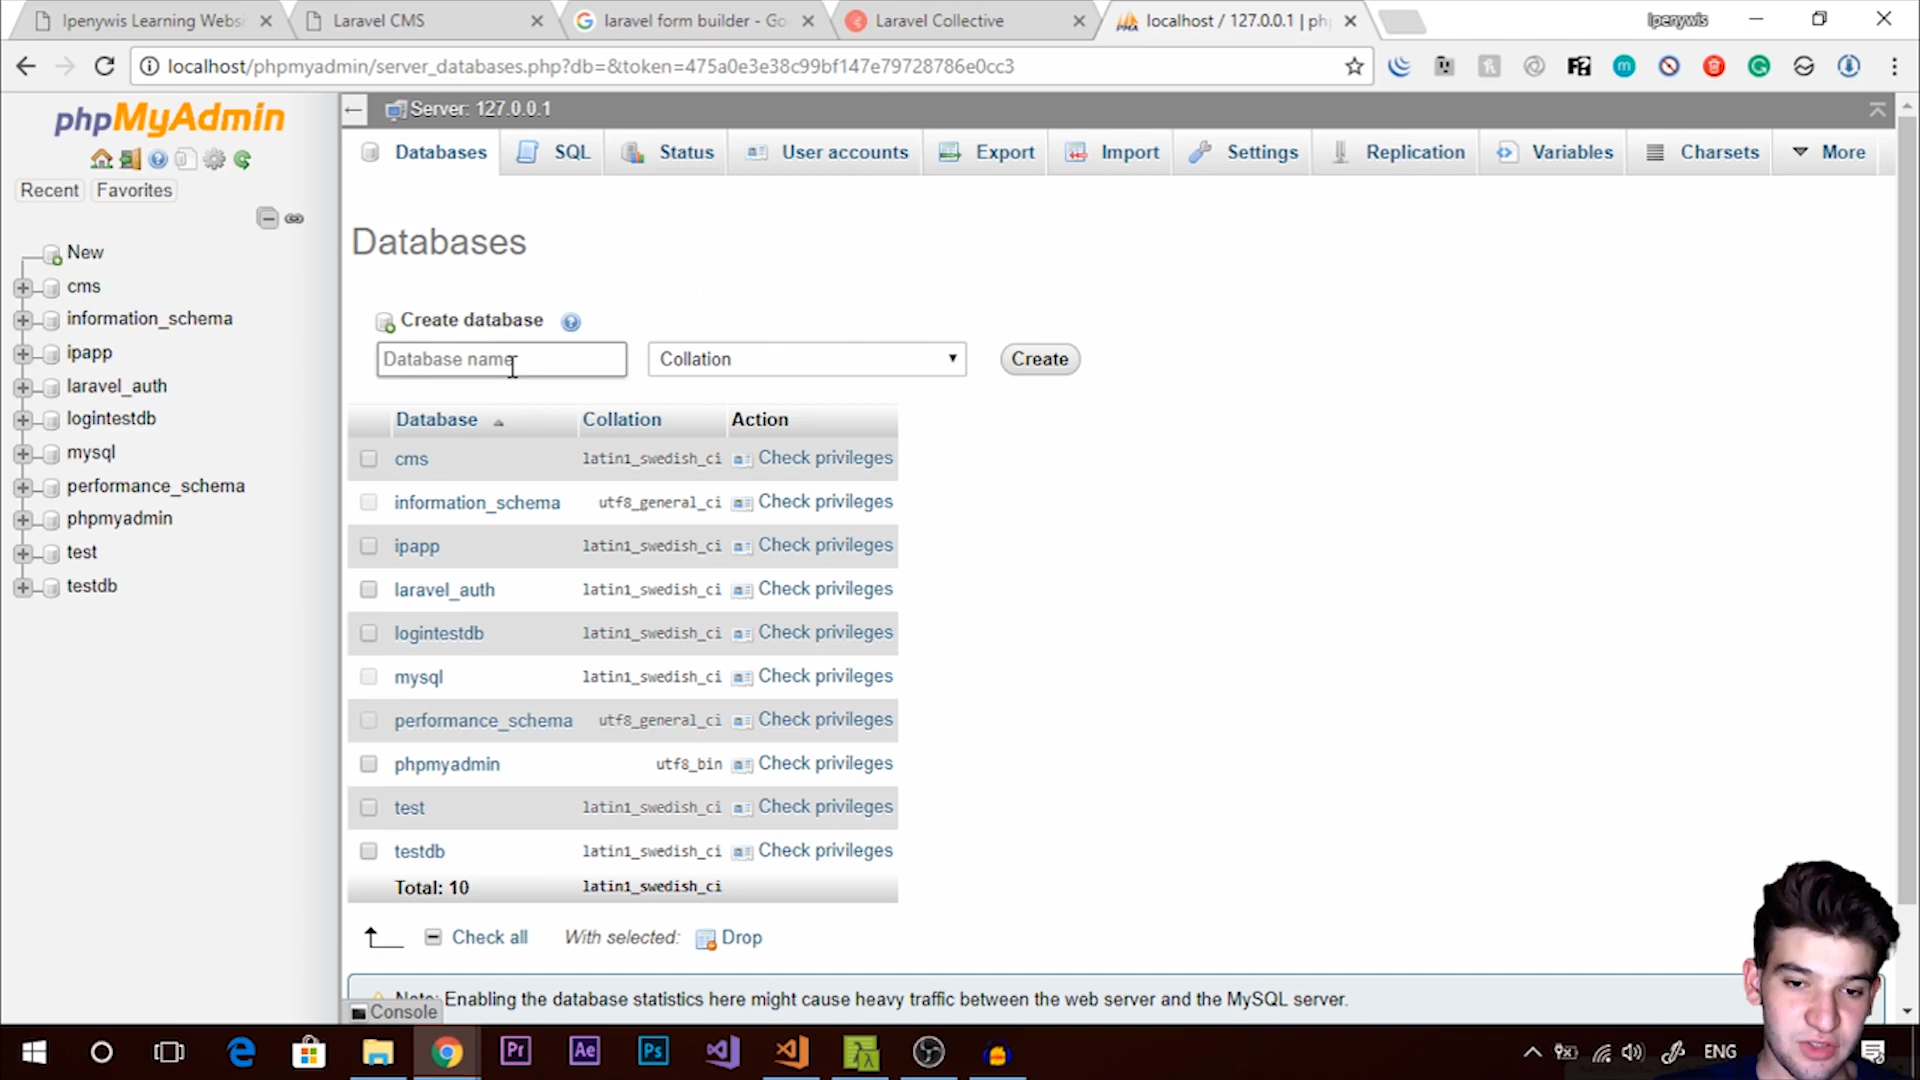 Ipenywis Learning Websi
Laravel CMS
laravel form builder - Go
Laravel Collective
localhost / 127.0.0.1 | ph
Ipenywis
localhost/phpmyadmin/server_databases.php?db=&token=475a0e3e38c99bf147e79728786e0cc3
phpMyAdmin
Recent
Favorites
New
cms
information_schema
ipapp
laravel_auth
logintestdb
mysql
performance_schema
phpmyadmin
test
testdb
Server: 127.0.0.1
Databases
SQL
Status
User accounts
Export
Import
Settings
Replication
Variables
Charsets
More
Databases
Create database
Database name
Collation
Create
Database Collation Action
cms latin1_swedish_ci Check privileges
information_schema utf8_general_ci Check privileges
ipapp latin1_swedish_ci Check privileges
laravel_auth latin1_swedish_ci Check privileges
logintestdb latin1_swedish_ci Check privileges
mysql latin1_swedish_ci Check privileges
performance_schema utf8_general_ci Check privileges
phpmyadmin utf8_bin Check privileges
test latin1_swedish_ci Check privileges
testdb latin1_swedish_ci Check privileges
Total: 10 latin1_swedish_ci
Check all With selected: Drop
Note: Enabling the database statistics here might cause heavy traffic between the web server and the MySQL server.
Console
Pr
Ae
Ps
ENG